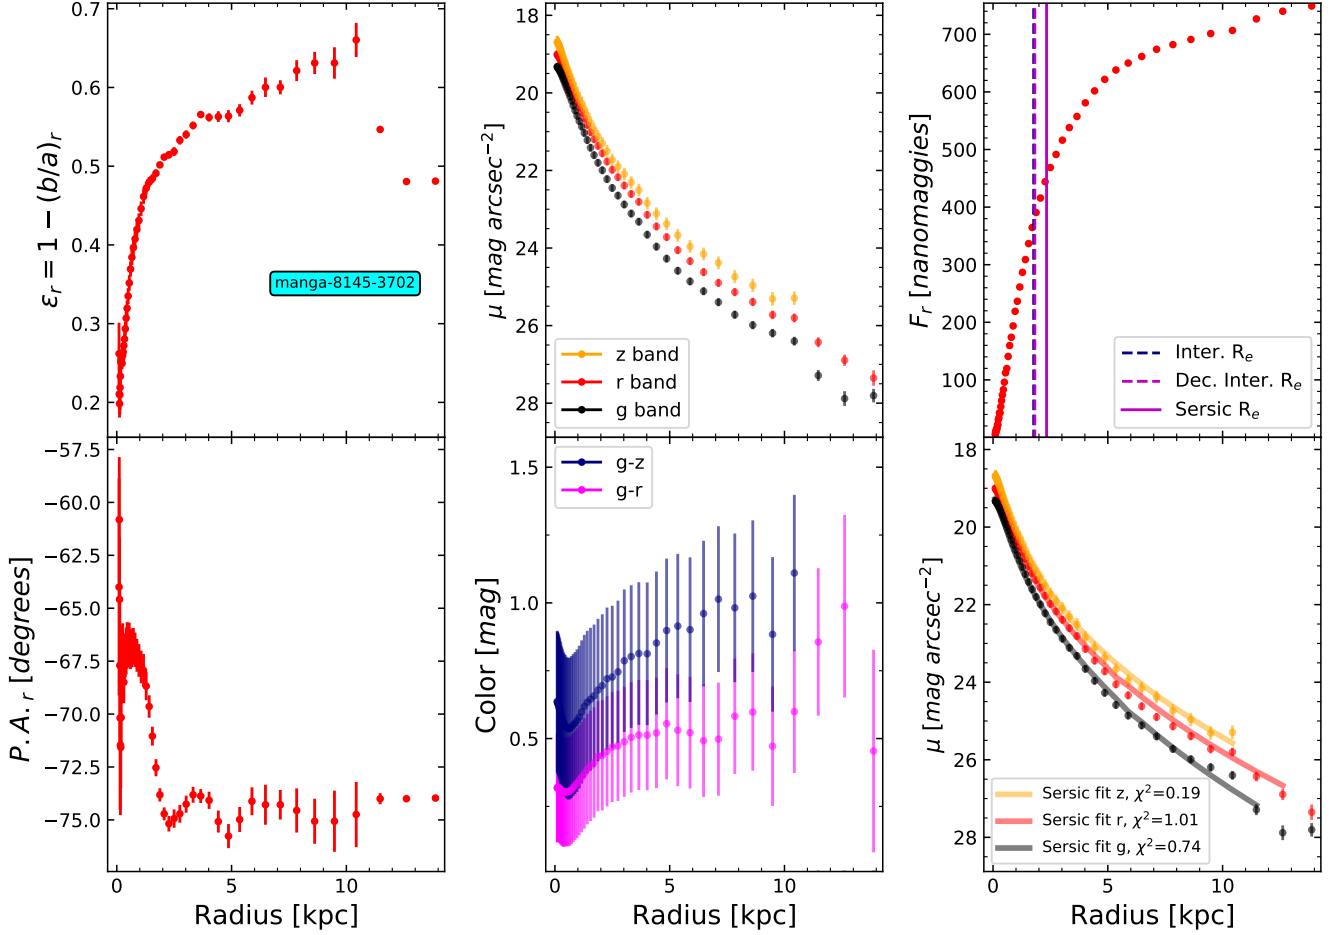 0.7
0.6
0.5
0.4
0.3
0.2
ε_r = 1 − (b/a)_r
manga-8145-3702
18
20
22
24
26
28
μ [mag arcsec^−2]
z band
r band
g band
700
600
500
400
300
200
100
F_r [nanomaggies]
Inter. R_e
Dec. Inter. R_e
Sersic R_e
−57.5
−60.0
−62.5
−65.0
−67.5
−70.0
−72.5
−75.0
P.A._r [degrees]
0 5 10
Radius [kpc]
1.5
1.0
0.5
Color [mag]
g-z
g-r
0 5 10
Radius [kpc]
18
20
22
24
26
28
μ [mag arcsec^−2]
Sersic fit z, χ²=0.19
Sersic fit r, χ²=1.01
Sersic fit g, χ²=0.74
0 5 10
Radius [kpc]